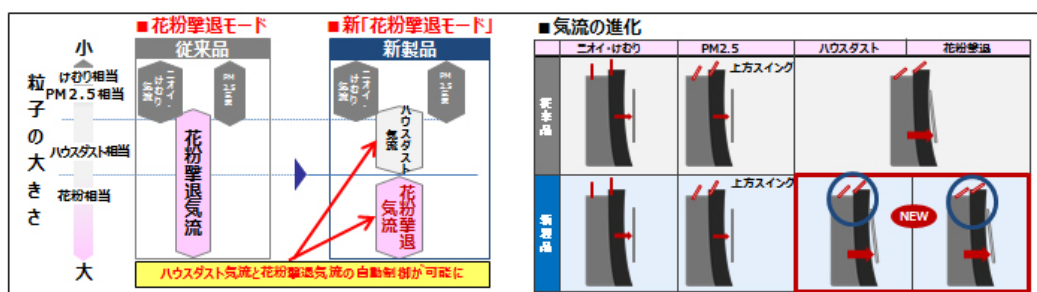 ■花粉撃退モード
■新「花粉撃退モード」
従来品
新製品
粒子の大きさ
小
けむり相当
PM2.5相当
ハウスダスト相当
花粉相当
大
ニオイ・けむり気流
花粉撃退気流
ニオイ・けむり気流
ハウスダスト気流
花粉撃退気流
ハウスダスト気流と花粉撃退気流の自動制御が可能に
■気流の進化
ニオイ・けむり
PM2.5
ハウスダスト
花粉撃退
従来品
上方スイング
新製品
上方スイング
NEW